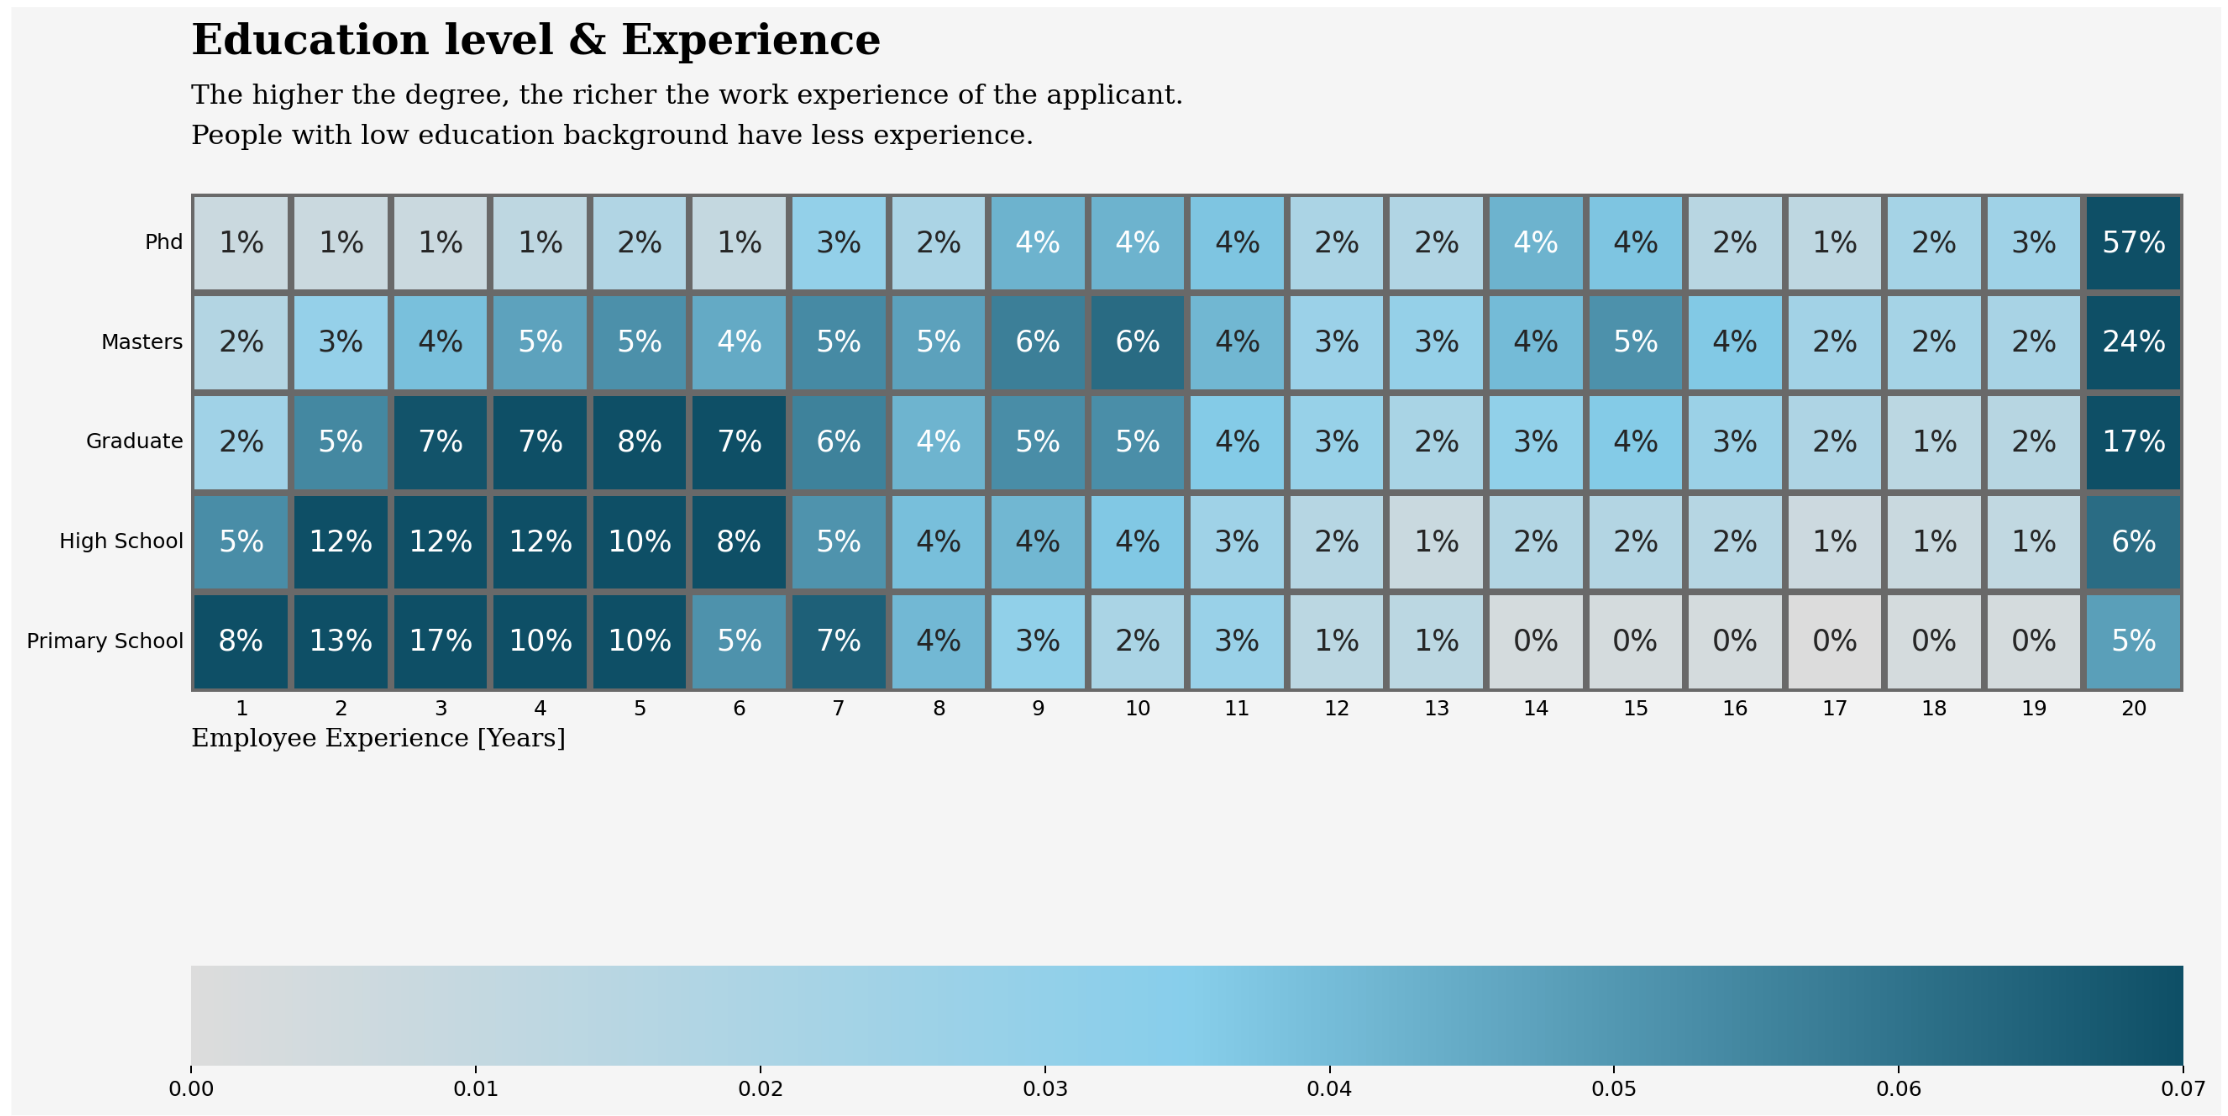 Education level & Experience
The higher the degree, the richer the work experience of the applicant.
People with low education background have less experience.
Phd 1% 1% 1% 1% 2% 1% 3% 2% 4% 4% 4% 2% 2% 4% 4% 2% 1% 2% 3% 57%
Masters 2% 3% 4% 5% 5% 4% 5% 5% 6% 6% 4% 3% 3% 4% 5% 4% 2% 2% 2% 24%
Graduate 2% 5% 7% 7% 8% 7% 6% 4% 5% 5% 4% 3% 2% 3% 4% 3% 2% 1% 2% 17%
High School 5% 12% 12% 12% 10% 8% 5% 4% 4% 4% 3% 2% 1% 2% 2% 2% 1% 1% 1% 6%
Primary School 8% 13% 17% 10% 10% 5% 7% 4% 3% 2% 3% 1% 1% 0% 0% 0% 0% 0% 0% 5%
1 2 3 4 5 6 7 8 9 10 11 12 13 14 15 16 17 18 19 20
Employee Experience [Years]
0.00 0.01 0.02 0.03 0.04 0.05 0.06 0.07